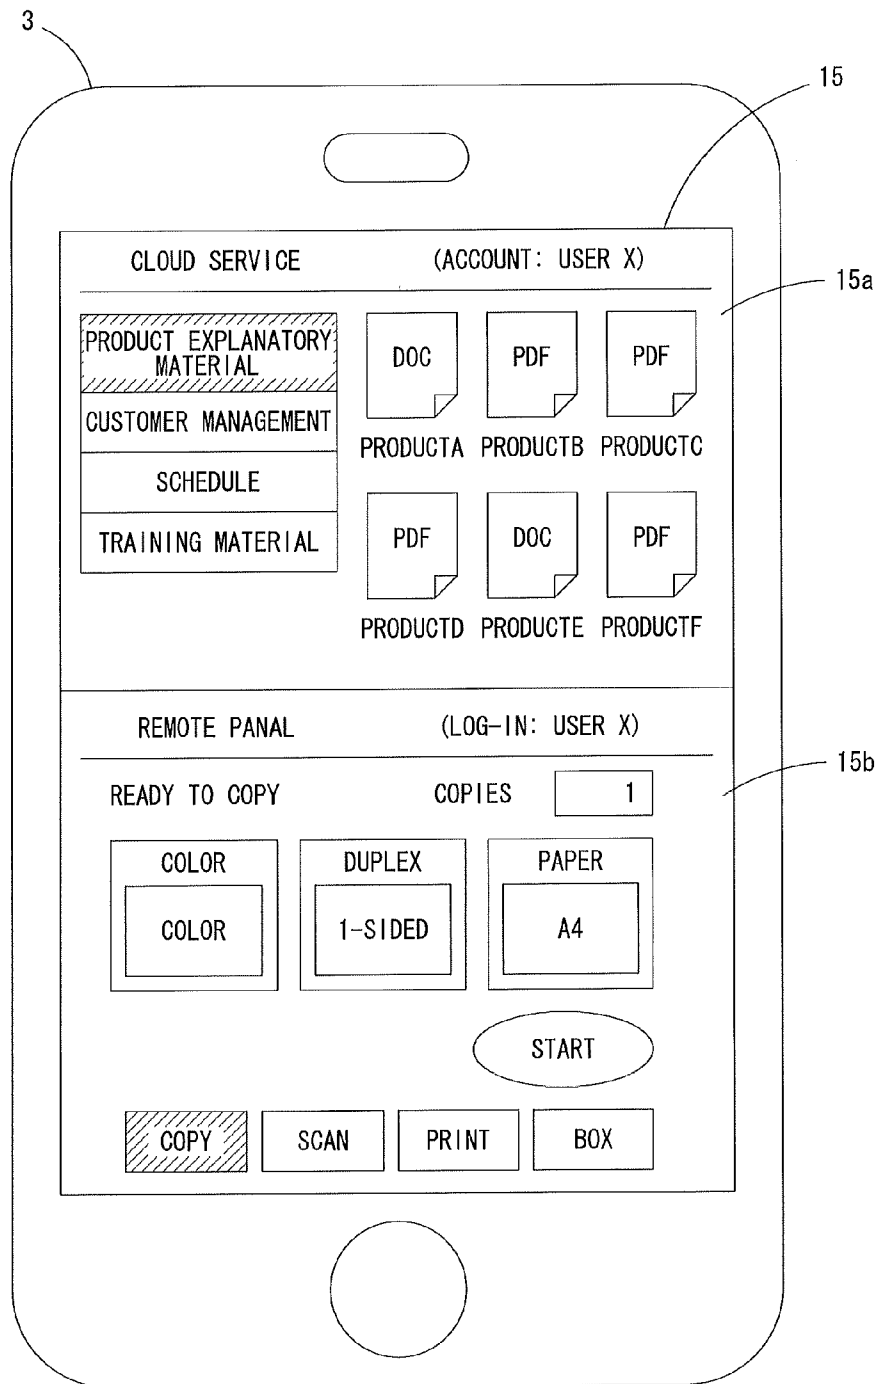 3
15
CLOUD SERVICE (ACCOUNT: USER X)
15a
PRODUCT EXPLANATORY
MATERIAL
CUSTOMER MANAGEMENT
SCHEDULE
TRAINING MATERIAL
DOC PDF PDF
PRODUCTA PRODUCTB PRODUCTC
PDF DOC PDF
PRODUCTD PRODUCTE PRODUCTF
REMOTE PANAL (LOG-IN: USER X)
15b
READY TO COPY COPIES 1
COLOR DUPLEX PAPER
COLOR 1-SIDED A4
START
COPY SCAN PRINT BOX